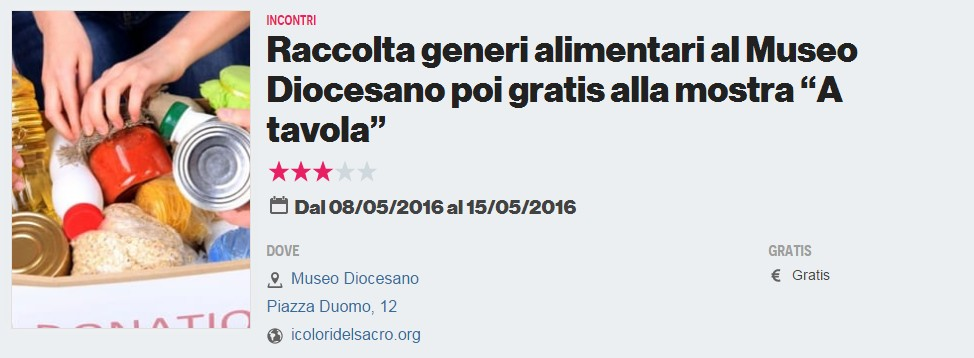 INCONTRI
Raccolta generi alimentari al Museo
Diocesano poi gratis alla mostra “A
tavola”
Dal 08/05/2016 al 15/05/2016
DOVE
GRATIS
Museo Diocesano
€ Gratis
Piazza Duomo, 12
icoloridelsacro.org
DONATIO